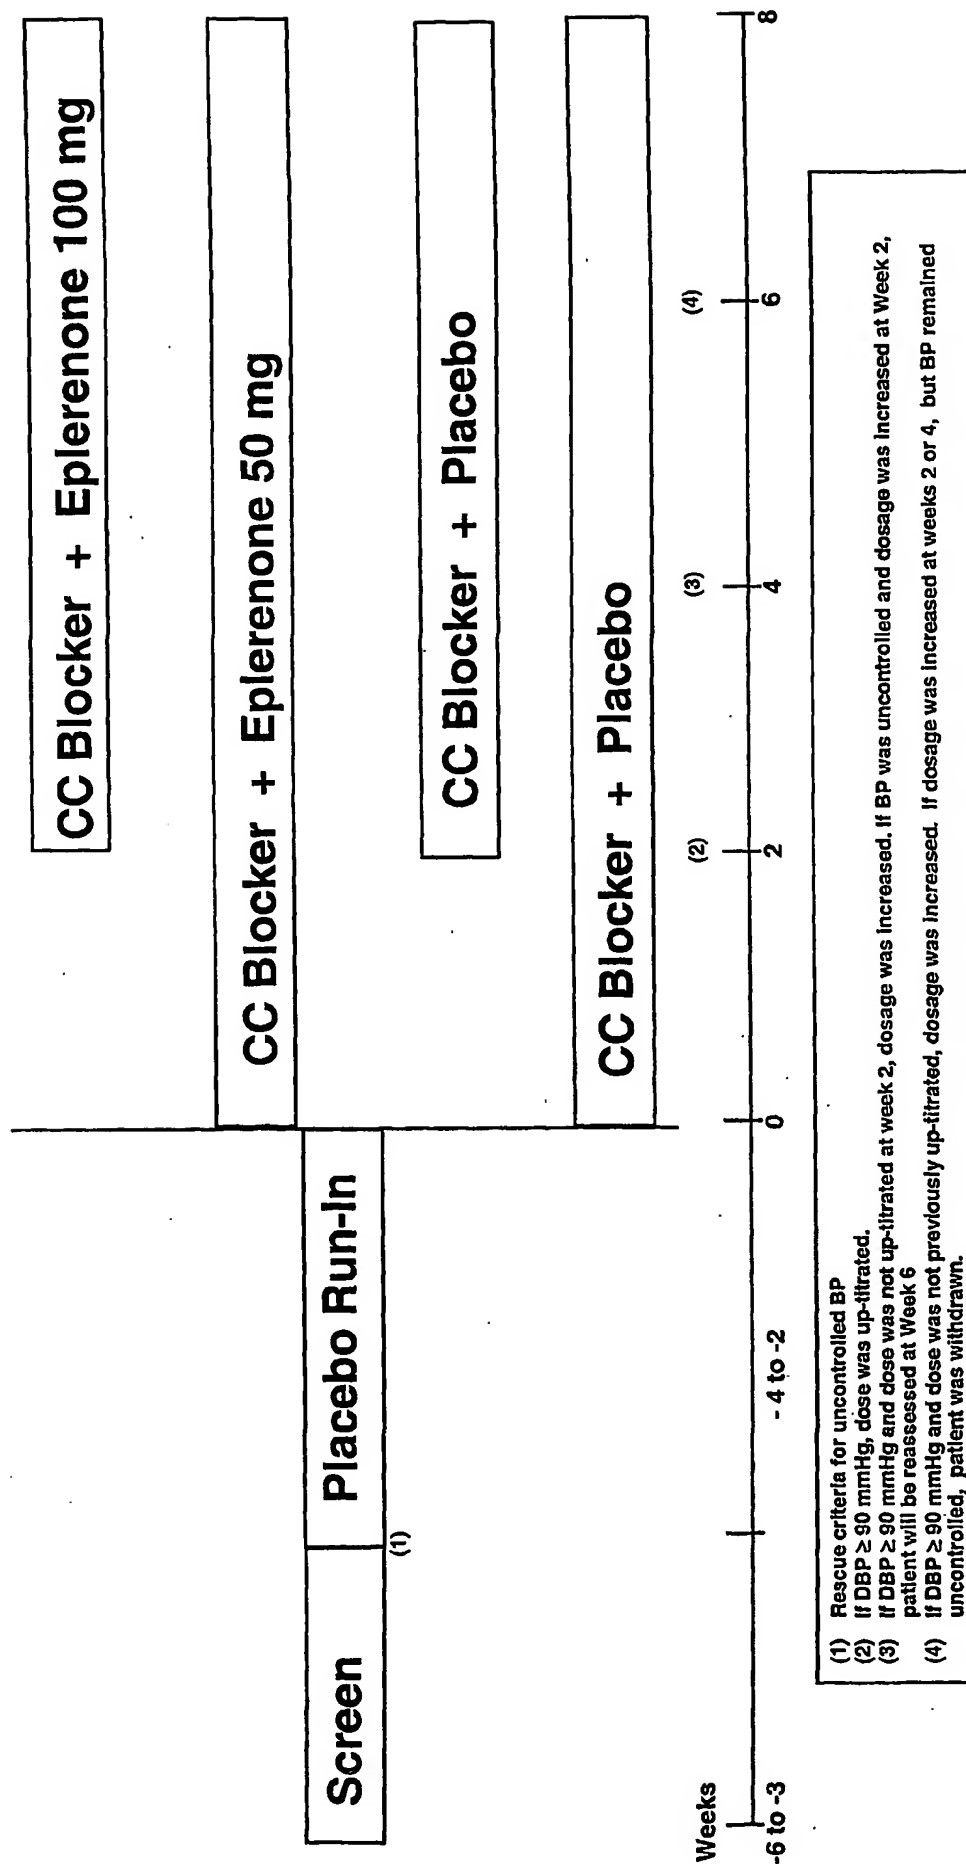 CC Blocker + Eplerenone 100 mg
CC Blocker + Eplerenone 50 mg
Screen
Placebo Run-In
(1)
CC Blocker + Placebo
CC Blocker + Placebo
Weeks
(2)
(3)
(4)
-6 to -3
- 4 to -2
0
2
4
6
8
(1) Rescue criteria for uncontrolled BP
(2) If DBP ≥ 90 mmHg, dose was up-titrated.
(3) If DBP ≥ 90 mmHg and dose was not up-titrated at week 2, dosage was increased. If BP was uncontrolled and dosage was increased at Week 2,
patient will be reassessed at Week 6
(4) If DBP ≥ 90 mmHg and dose was not previously up-titrated, dosage was increased. If dosage was increased at weeks 2 or 4, but BP remained
uncontrolled, patient was withdrawn.